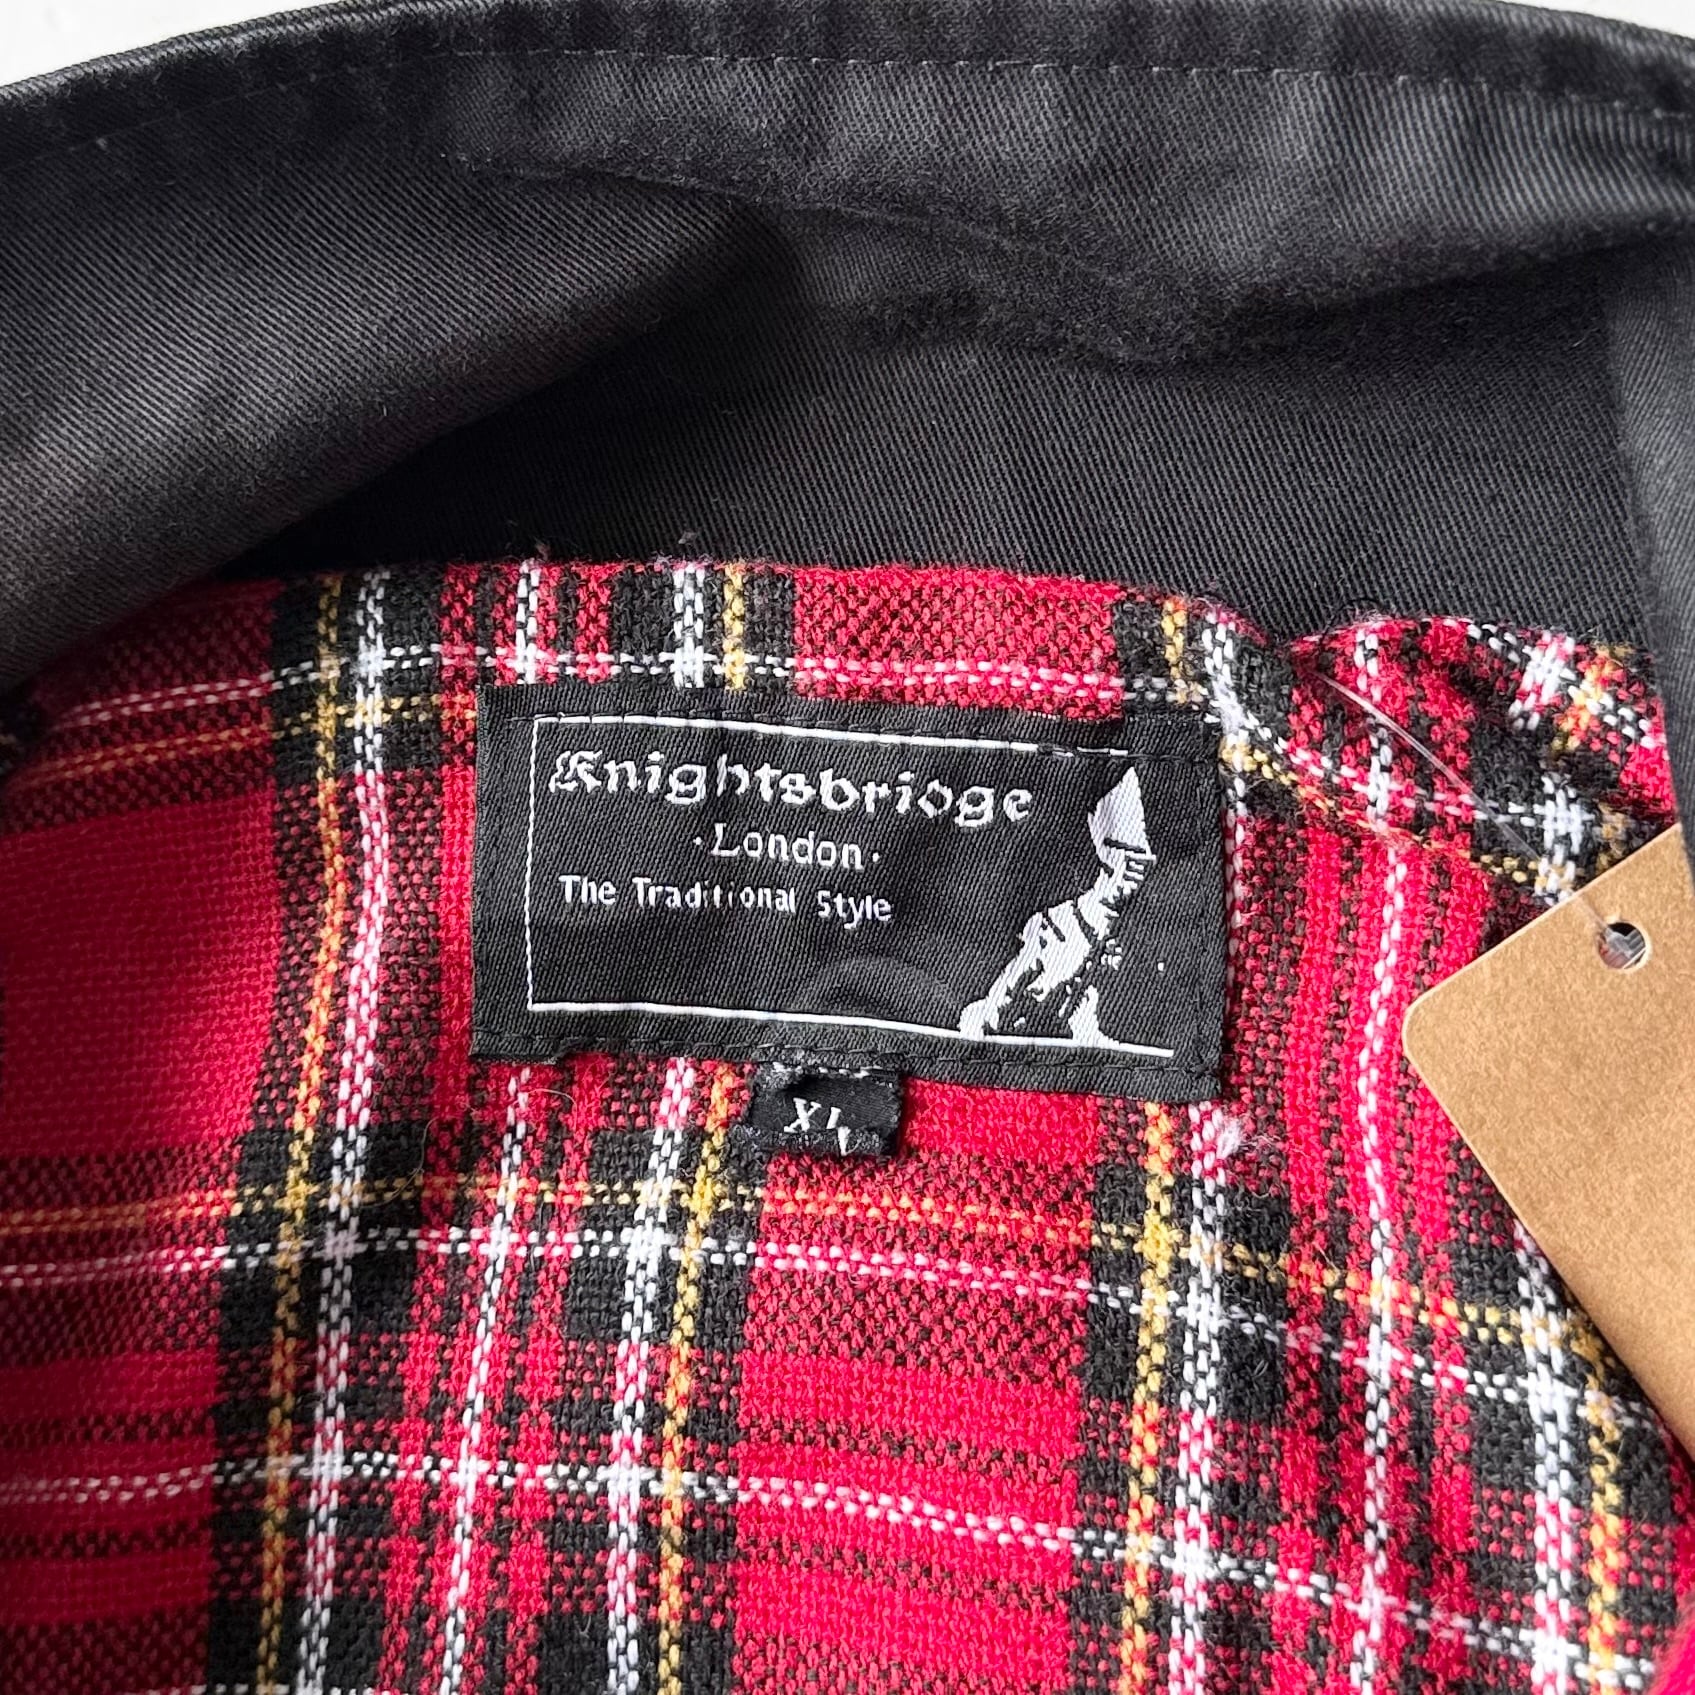 Knightsbridge
·London·
The Traditional Style
XL